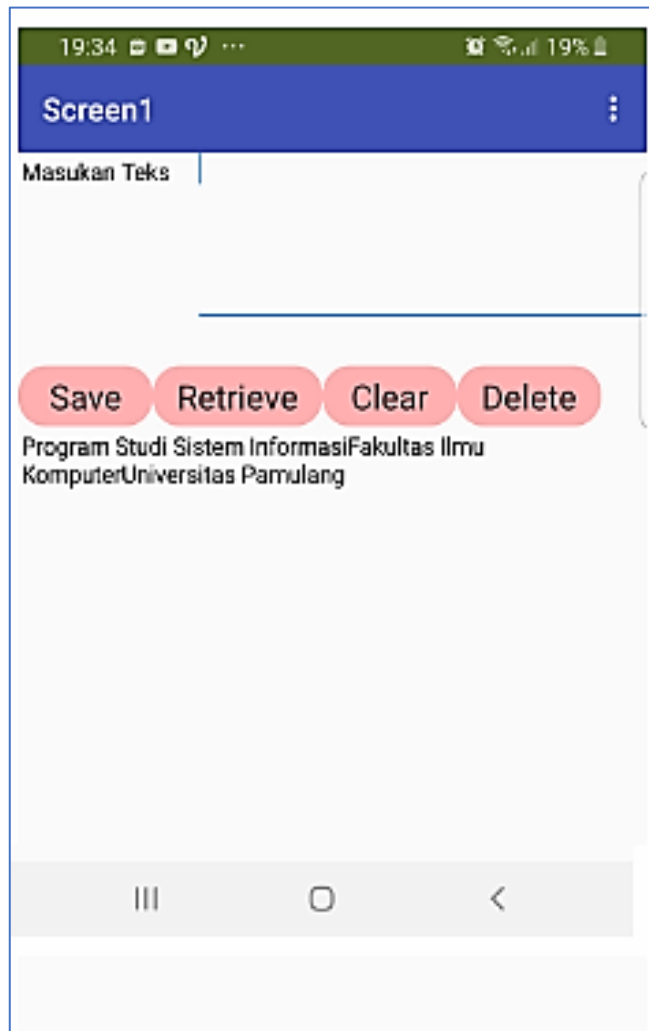 19:34 ... 19%
Screen1
Masukan Teks
Save Retrieve Clear Delete
Program Studi Sistem InformasiFakultas Ilmu
KomputerUniversitas Pamulang